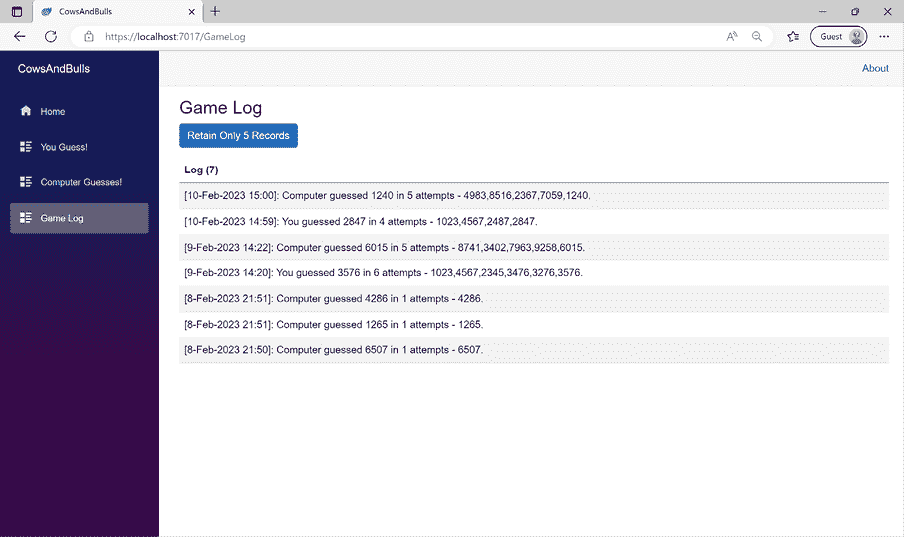 CowsAndBulls
https://localhost:7017/GameLog
Guest
CowsAndBulls
About
Home
You Guess!
Computer Guesses!
Game Log
Game Log
Retain Only 5 Records
Log (7)
[10-Feb-2023 15:00]: Computer guessed 1240 in 5 attempts - 4983,8516,2367,7059,1240.
[10-Feb-2023 14:59]: You guessed 2847 in 4 attempts - 1023,4567,2487,2847.
[9-Feb-2023 14:22]: Computer guessed 6015 in 5 attempts - 8741,3402,7963,9258,6015.
[9-Feb-2023 14:20]: You guessed 3576 in 6 attempts - 1023,4567,2345,3476,3276,3576.
[8-Feb-2023 21:51]: Computer guessed 4286 in 1 attempts - 4286.
[8-Feb-2023 21:51]: Computer guessed 1265 in 1 attempts - 1265.
[8-Feb-2023 21:50]: Computer guessed 6507 in 1 attempts - 6507.